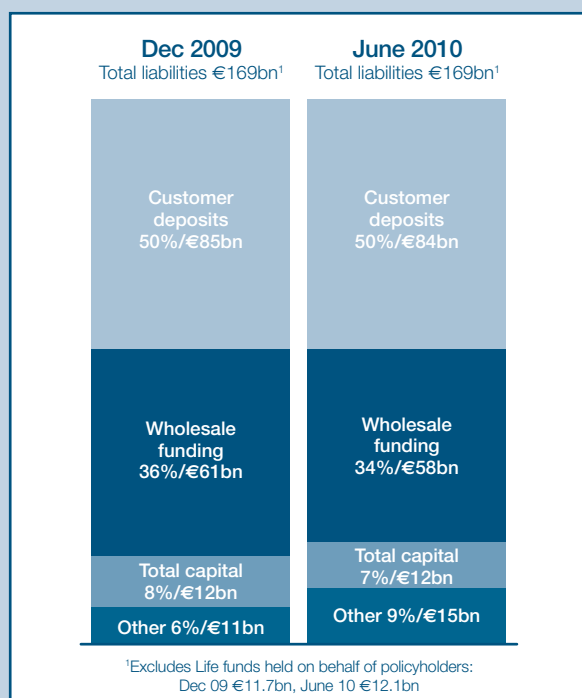 Dec 2009
Total liabilities €169bn¹
Customer
deposits
50%/€85bn
Wholesale
funding
36%/€61bn
Total capital
8%/€12bn
Other 6%/€11bn
June 2010
Total liabilities €169bn¹
Customer
deposits
50%/€84bn
Wholesale
funding
34%/€58bn
Total capital
7%/€12bn
Other 9%/€15bn
¹Excludes Life funds held on behalf of policyholders:
Dec 09 €11.7bn, June 10 €12.1bn